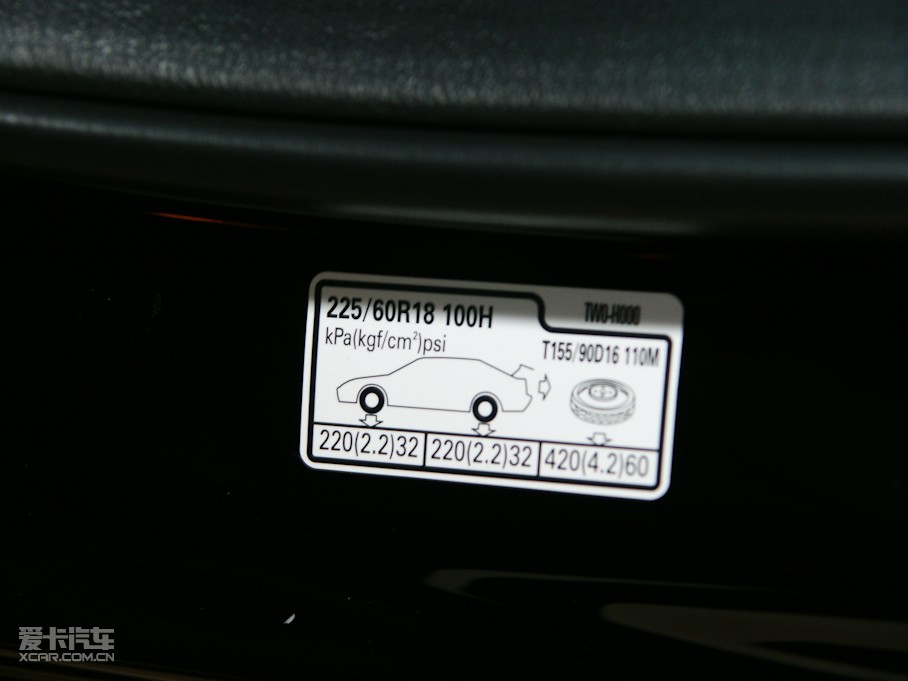 225/60R18 100H
TW0-H000
kPa(kgf/cm²)psi
T155/90D16 110M
220(2.2)32
220(2.2)32
420(4.2)60
爱卡汽车
XCAR.COM.CN